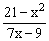 21 - x²
7x - 9